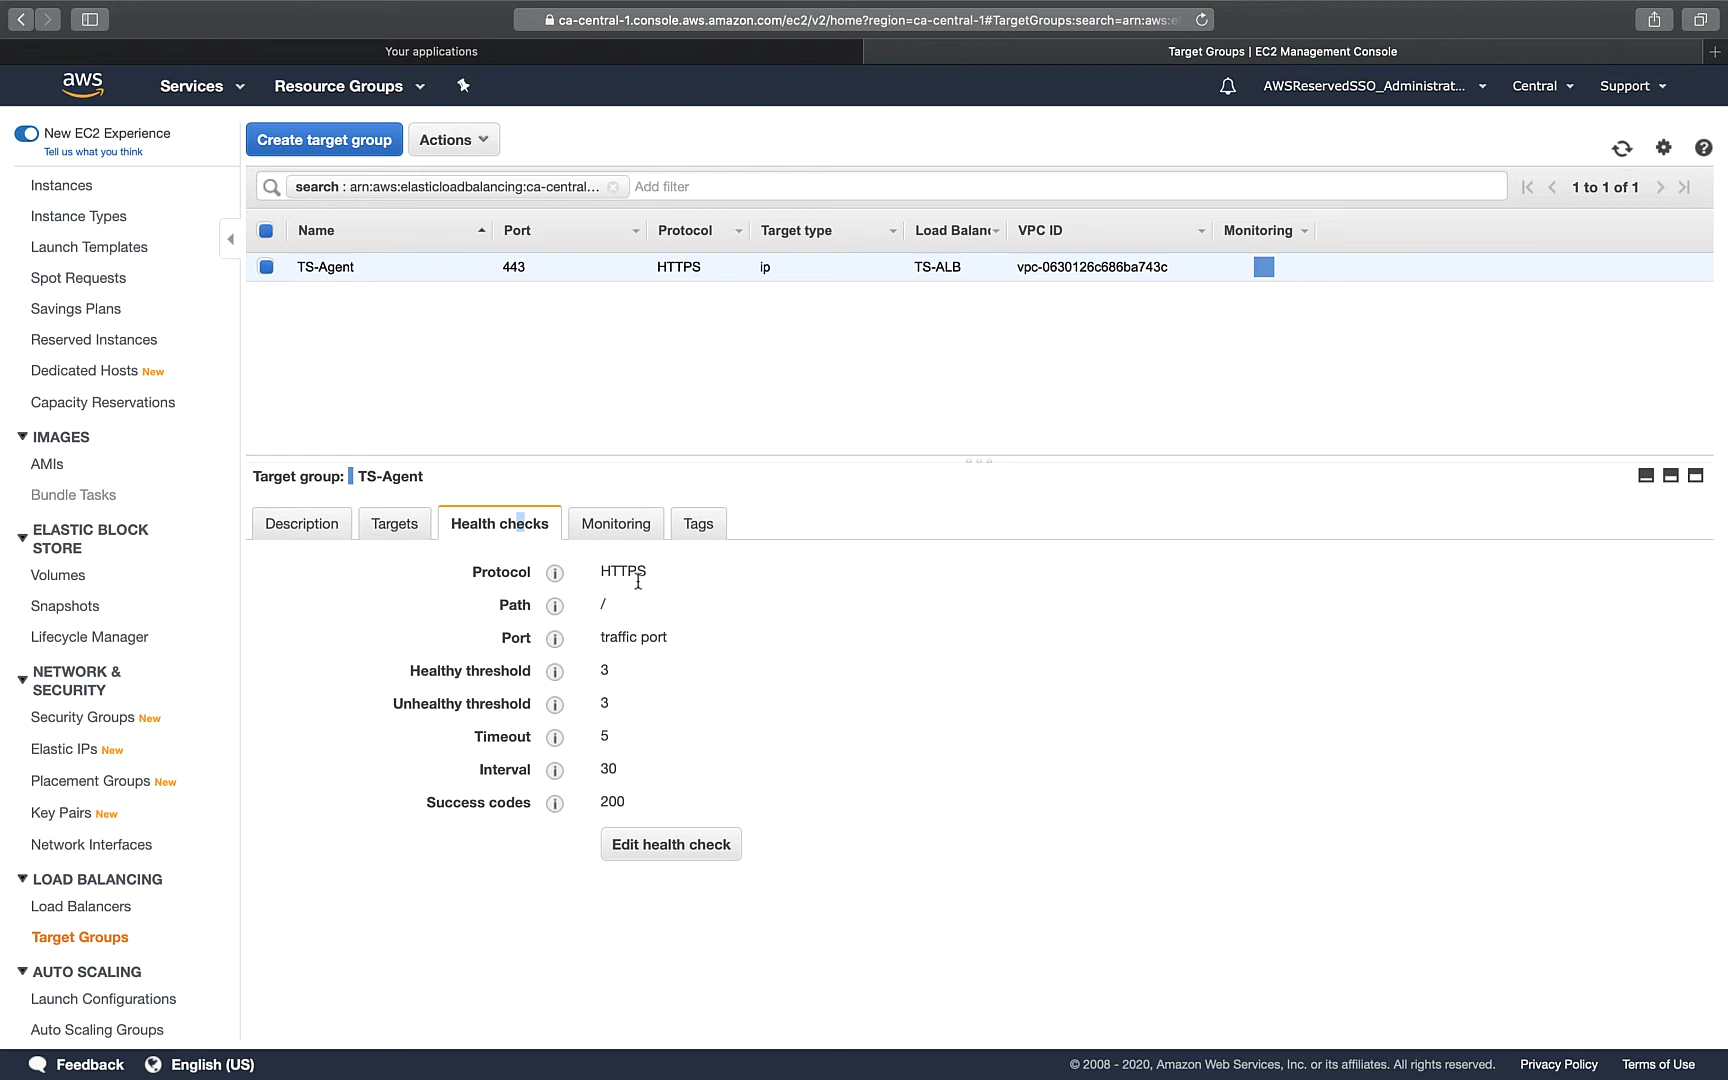 ca-central-1.console.aws.amazon.com/ec2/v2/home?region=ca-central-1#TargetGroups:search=arn:aws:e
Your applications
Target Groups | EC2 Management Console
aws
Services
Resource Groups
AWSReservedSSO_Administrat...
Central
Support
New EC2 Experience
Tell us what you think
Instances
Instance Types
Launch Templates
Spot Requests
Savings Plans
Reserved Instances
Dedicated Hosts New
Capacity Reservations
IMAGES
AMIs
Bundle Tasks
ELASTIC BLOCK
STORE
Volumes
Snapshots
Lifecycle Manager
NETWORK &
SECURITY
Security Groups New
Elastic IPs New
Placement Groups New
Key Pairs New
Network Interfaces
LOAD BALANCING
Load Balancers
Target Groups
AUTO SCALING
Launch Configurations
Auto Scaling Groups
Create target group
Actions
search : arn:aws:elasticloadbalancing:ca-central...
Add filter
1 to 1 of 1
Name Port Protocol Target type Load Balanc VPC ID Monitoring
TS-Agent 443 HTTPS ip TS-ALB vpc-0630126c686ba743c
Target group: TS-Agent
Description Targets Health checks Monitoring Tags
Protocol HTTPS
Path /
Port traffic port
Healthy threshold 3
Unhealthy threshold 3
Timeout 5
Interval 30
Success codes 200
Edit health check
Feedback
English (US)
© 2008 - 2020, Amazon Web Services, Inc. or its affiliates. All rights reserved.
Privacy Policy
Terms of Use